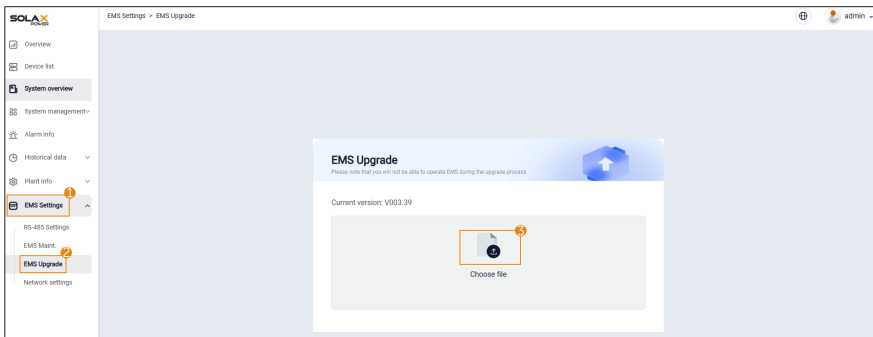 SOLAX
POWER
EMS Settings > EMS Upgrade
admin
Overview
Device list
System overview
System management
Alarm info
Historical data
Plant info
1
EMS Settings
RS-485 Settings
EMS Maint.
2
EMS Upgrade
Network settings
EMS Upgrade
Please note that you will not be able to operate EMS during the upgrade process
Current version: V003.39
3
Choose file